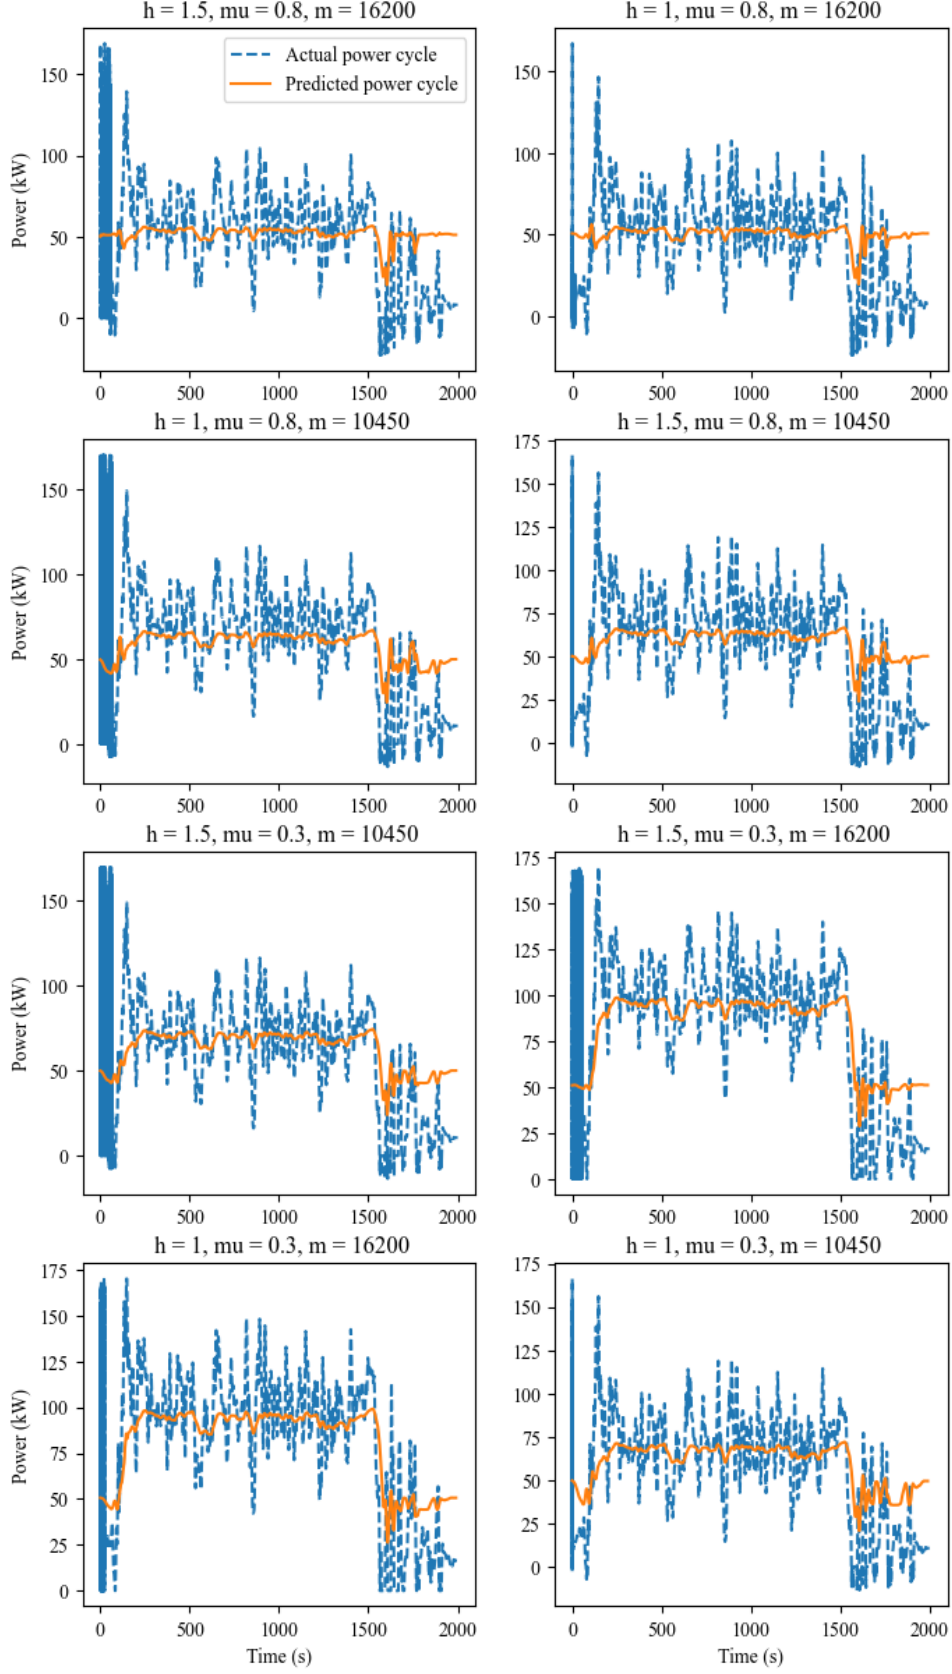 h = 1.5, mu = 0.8, m = 16200
Actual power cycle
Predicted power cycle
Power (kW)
150
100
50
0
0 500 1000 1500 2000
h = 1, mu = 0.8, m = 16200
150
100
50
0
0 500 1000 1500 2000
h = 1, mu = 0.8, m = 10450
Power (kW)
150
100
50
0
0 500 1000 1500 2000
h = 1.5, mu = 0.8, m = 10450
175
150
125
100
75
50
25
0
0 500 1000 1500 2000
h = 1.5, mu = 0.3, m = 10450
Power (kW)
150
100
50
0
0 500 1000 1500 2000
h = 1.5, mu = 0.3, m = 16200
175
150
125
100
75
50
25
0
0 500 1000 1500 2000
h = 1, mu = 0.3, m = 16200
Power (kW)
175
150
125
100
75
50
25
0
0 500 1000 1500 2000
Time (s)
h = 1, mu = 0.3, m = 10450
175
150
125
100
75
50
25
0
0 500 1000 1500 2000
Time (s)